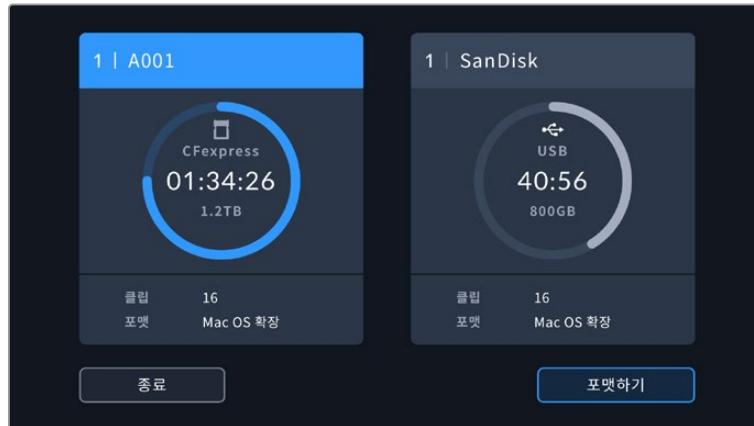 1 | A001
CFexpress
01:34:26
1.2TB
클립 16
포맷 Mac OS 확장
1 | SanDisk
USB
40:56
800GB
클립 16
포맷 Mac OS 확장
종료
포맷하기